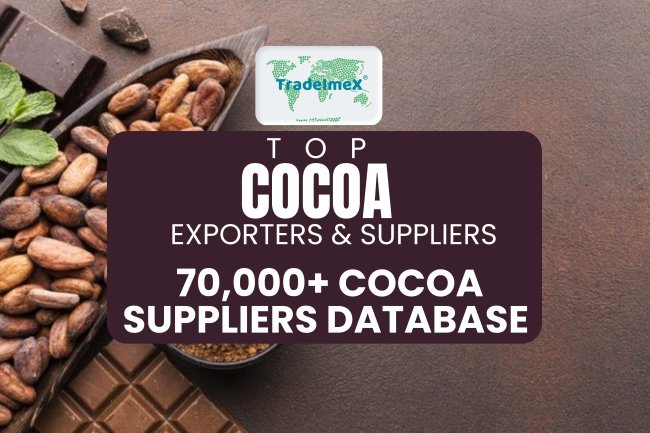 TradeImeX®
TOP
COCOA
EXPORTERS & SUPPLIERS
70,000+ COCOA
SUPPLIERS DATABASE